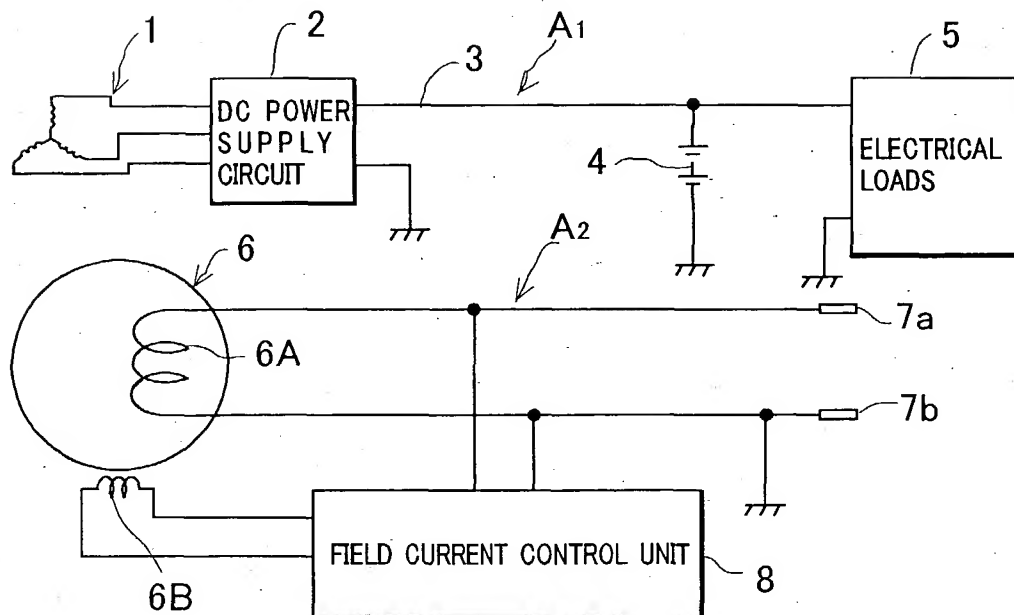 1
2
A1
5
DC POWER
SUPPLY
CIRCUIT
3
4
ELECTRICAL
LOADS
6
A2
6A
7a
7b
6B
FIELD CURRENT CONTROL UNIT
8